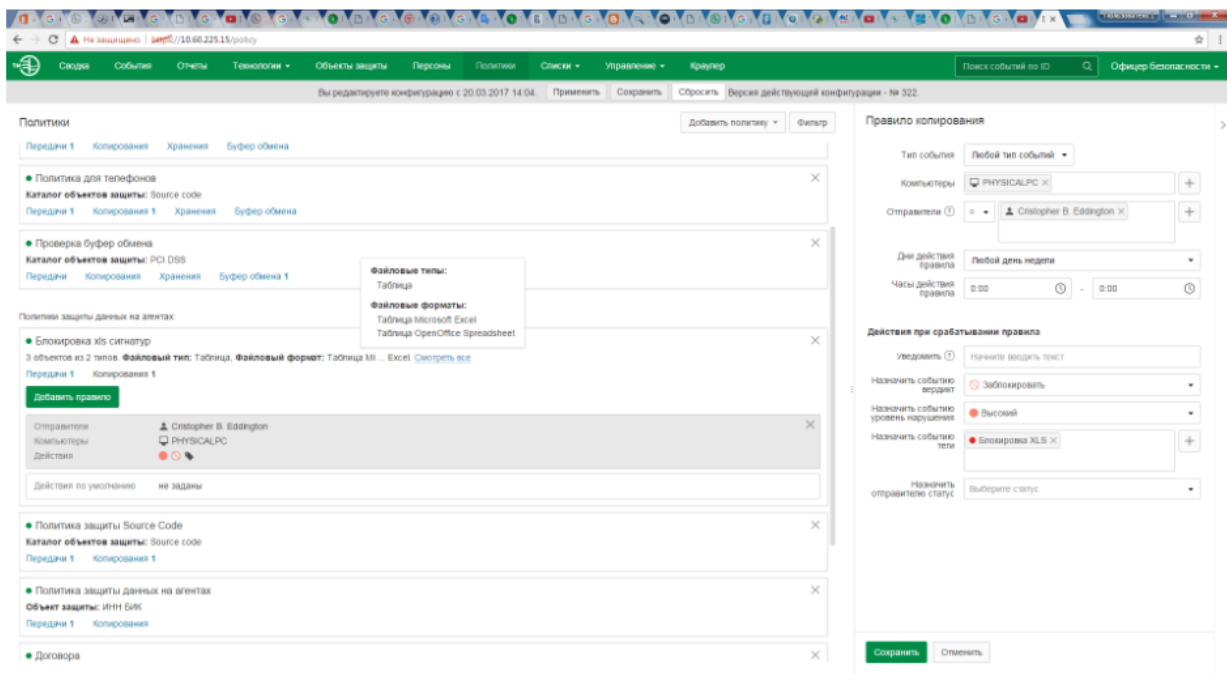 Не защищено | https://10.60.225.15/policy
Сводка События Отчеты Технологии Объекты защиты Персоны Политики Списки Управление Краулер Поиск событий по ID Офицер безопасности
Вы редактируете конфигурацию с 20.03.2017 14:04. Применить Сохранить Сбросить Версия действующей конфигурации - № 322.
Политики
Добавить политику Фильтр
Передачи 1 Копирования Хранения Буфер обмена
Политика для телефонов
Каталог объектов защиты: Source code
Передачи 1 Копирования 1 Хранения Буфер обмена
Проверка буфер обмена
Каталог объектов защиты: PCI DSS
Передачи Копирования Хранения Буфер обмена 1
Файловые типы:
Таблица
Файловые форматы:
Таблица Microsoft Excel
Таблица OpenOffice Spreadsheet
Политики защиты данных на агентах:
Блокировка xls сигнатур
3 объектов из 2 типов. Файловый тип: Таблица, Файловый формат: Таблица Mi ... Excel. Смотреть все
Передачи 1 Копирования 1
Добавить правило
Отправители Cristopher B. Eddington
Компьютеры PHYSICALPC
Действия
Действия по умолчанию не заданы
Политика защиты Source Code
Каталог объектов защиты: Source code
Передачи 1 Копирования 1
Политика защиты данных на агентах
Объект защиты: ИНН БИК
Передачи 1 Копирования
Договора
Правило копирования
Тип события Любой тип событий
Компьютеры PHYSICALPC
Отправители = Cristopher B. Eddington
Дни действия правила Любой день недели
Часы действия правила 0:00 - 0:00
Действия при срабатывании правила
Уведомить Начните вводить текст
Назначить событию вердикт Заблокировать
Назначить событию уровень нарушения Высокий
Назначить событию теги Блокировка XLS
Назначить отправителю статус Выберите статус
Сохранить Отменить